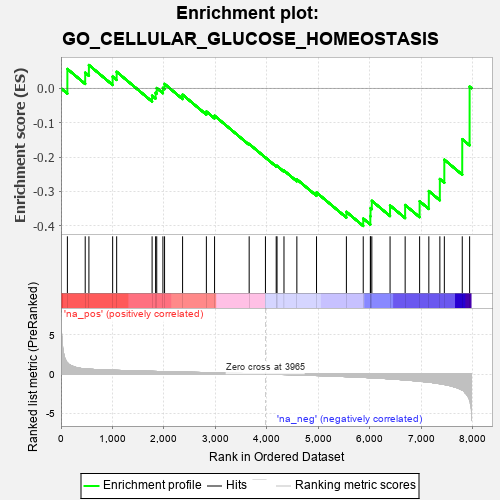 Enrichment plot:
GO_CELLULAR_GLUCOSE_HOMEOSTASIS
Enrichment score (ES)
0.0
-0.1
-0.2
-0.3
-0.4
'na_pos' (positively correlated)
Ranked list metric (PreRanked)
5
0
-5
Zero cross at 3965
'na_neg' (negatively correlated)
0
1,000
2,000
3,000
4,000
5,000
6,000
7,000
8,000
Rank in Ordered Dataset
Enrichment profile
Hits
Ranking metric scores